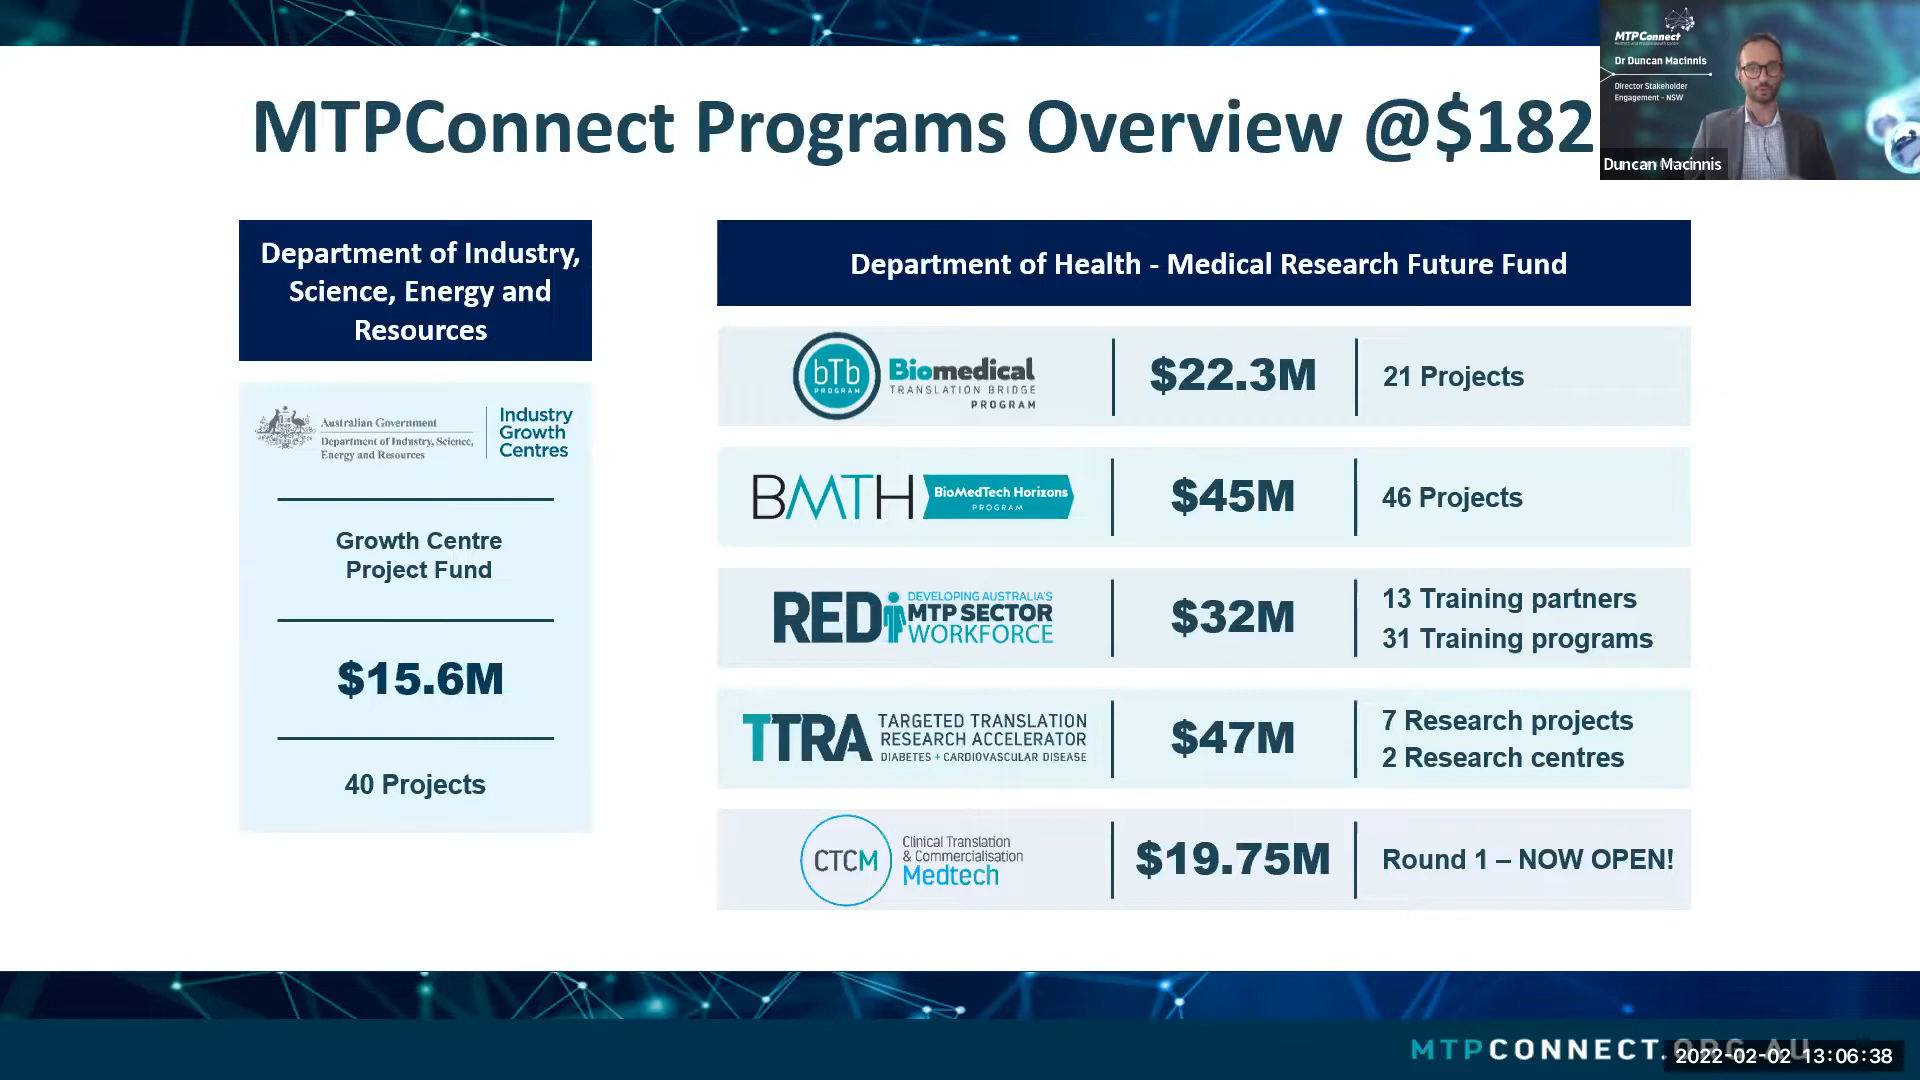 MTPConnect Programs Overview @$182
MTPConnect
Dr Duncan Macinnis
Director Stakeholder
Engagement - NSW
Duncan Macinnis
Department of Industry,
Science, Energy and
Resources
Australian Government
Department of Industry, Science,
Energy and Resources
Industry
Growth
Centres
Growth Centre
Project Fund
$15.6M
40 Projects
Department of Health - Medical Research Future Fund
bTb
PROGRAM
Biomedical
TRANSLATION BRIDGE
PROGRAM
$22.3M
21 Projects
BMTH
BioMedTech Horizons
PROGRAM
$45M
46 Projects
REDi
DEVELOPING AUSTRALIA'S
MTP SECTOR
WORKFORCE
$32M
13 Training partners
31 Training programs
TTRA
TARGETED TRANSLATION
RESEARCH ACCELERATOR
DIABETES + CARDIOVASCULAR DISEASE
$47M
7 Research projects
2 Research centres
CTCM
Clinical Translation
& Commercialisation
Medtech
$19.75M
Round 1 – NOW OPEN!
MTPCONNECT.ORG.AU
2022-02-02 13:06:38